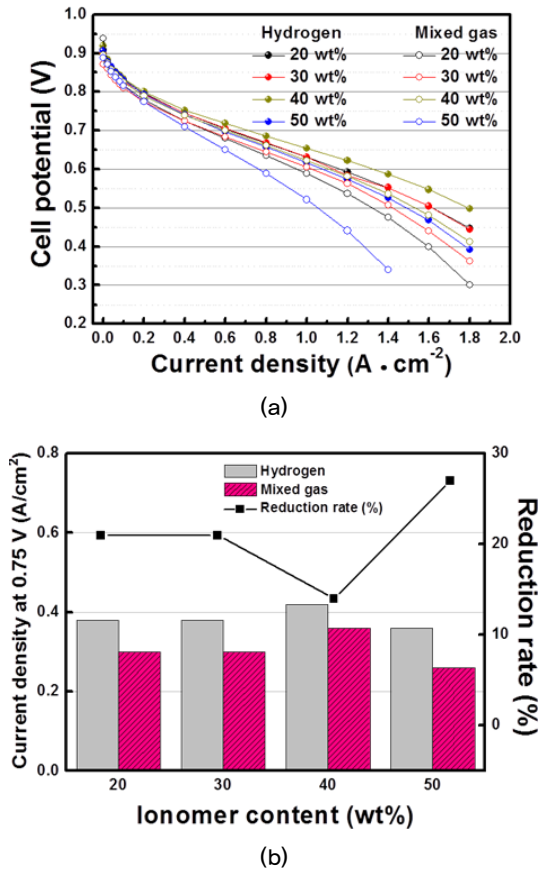 Hydrogen Mixed gas
20 wt% 20 wt%
30 wt% 30 wt%
40 wt% 40 wt%
50 wt% 50 wt%
Cell potential (V)
1.0
0.9
0.8
0.7
0.6
0.5
0.4
0.3
0.2
0.0 0.2 0.4 0.6 0.8 1.0 1.2 1.4 1.6 1.8 2.0
Current density (A • cm⁻²)
(a)
Hydrogen
Mixed gas
Reduction rate (%)
Current density at 0.75 V (A/cm²)
0.8
0.6
0.4
0.2
0.0
30
20
10
0
Reduction rate (%)
20 30 40 50
Ionomer content (wt%)
(b)